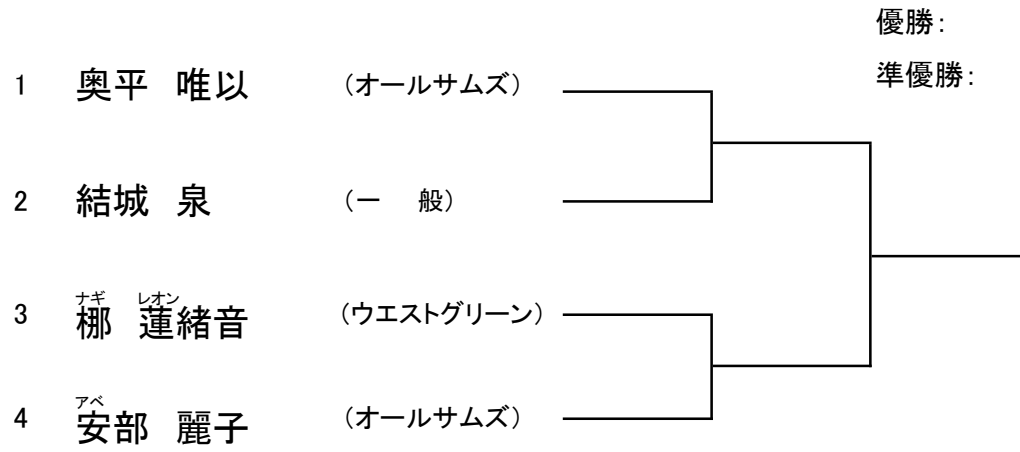 優勝：
準優勝：
1 奥平 唯以 （オールサムズ）
2 結城 泉 （一 般）
ナギ レオン
3 梛 蓮緒音 （ウエストグリーン）
アベ
4 安部 麗子 （オールサムズ）